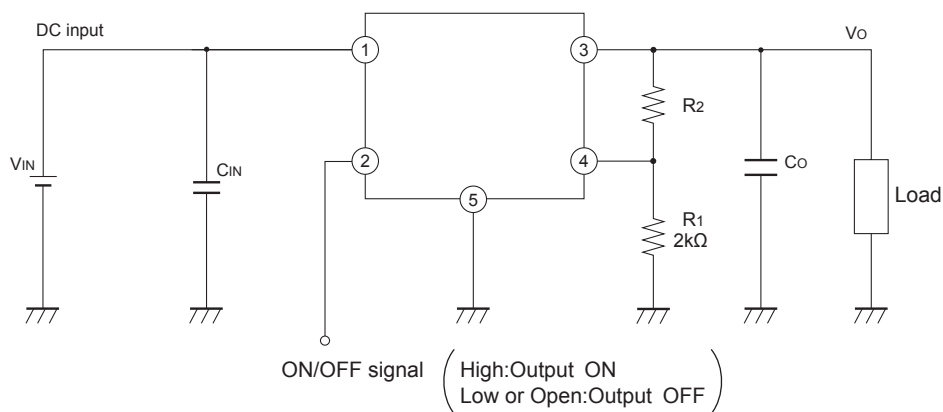 DC input
VIN
CIN
1
2
3
4
5
R2
R1
2kΩ
VO
CO
Load
ON/OFF signal
High:Output ON
Low or Open:Output OFF